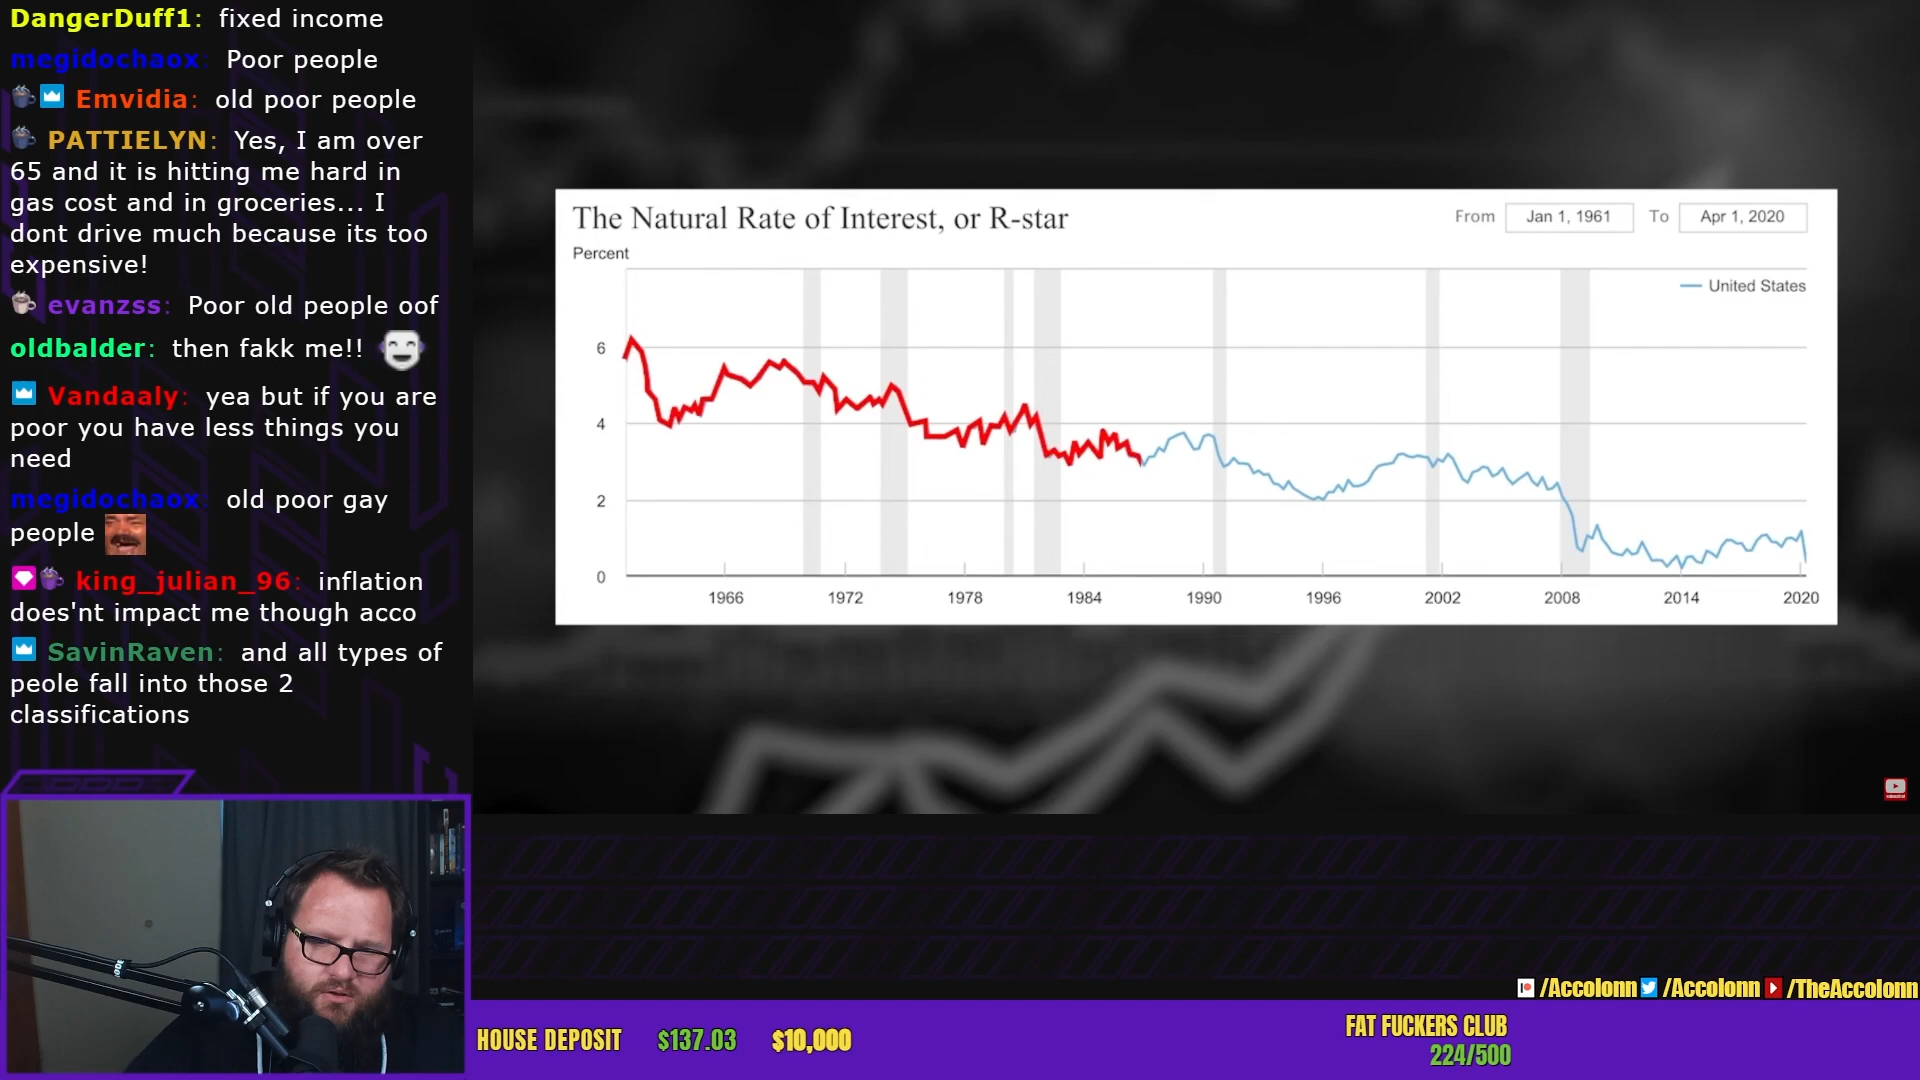 DangerDuff1: fixed income
megidochaox: Poor people
Emvidia: old poor people
PATTIELYN: Yes, I am over
65 and it is hitting me hard in
gas cost and in groceries... I
dont drive much because its too
expensive!
evanzss: Poor old people oof
oldbalder: then fakk me!!
Vandaaly: yea but if you are
poor you have less things you
need
megidochaox: old poor gay
people
king_julian_96: inflation
does'nt impact me though acco
SavinRaven: and all types of
peole fall into those 2
classifications
The Natural Rate of Interest, or R-star
From Jan 1, 1961 To Apr 1, 2020
Percent
United States
6
4
2
0
1966 1972 1978 1984 1990 1996 2002 2008 2014 2020
/Accolonn /Accolonn /TheAccolonn
HOUSE DEPOSIT $137.03 $10,000
FAT FUCKERS CLUB
224/500